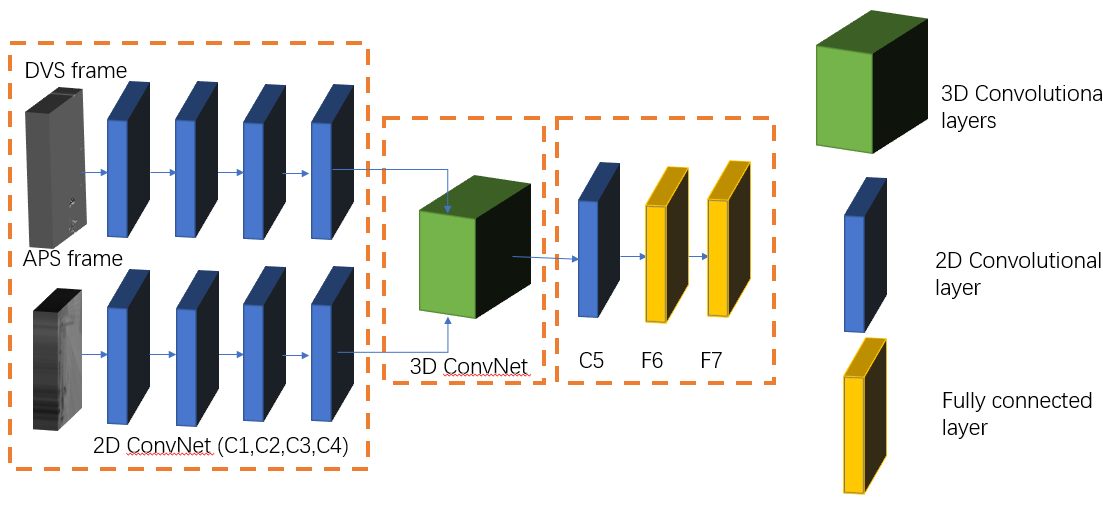 DVS frame
APS frame
2D ConvNet (C1,C2,C3,C4)
3D ConvNet
C5
F6
F7
3D Convolutiona
layers
2D Convolutional
layer
Fully connected
layer